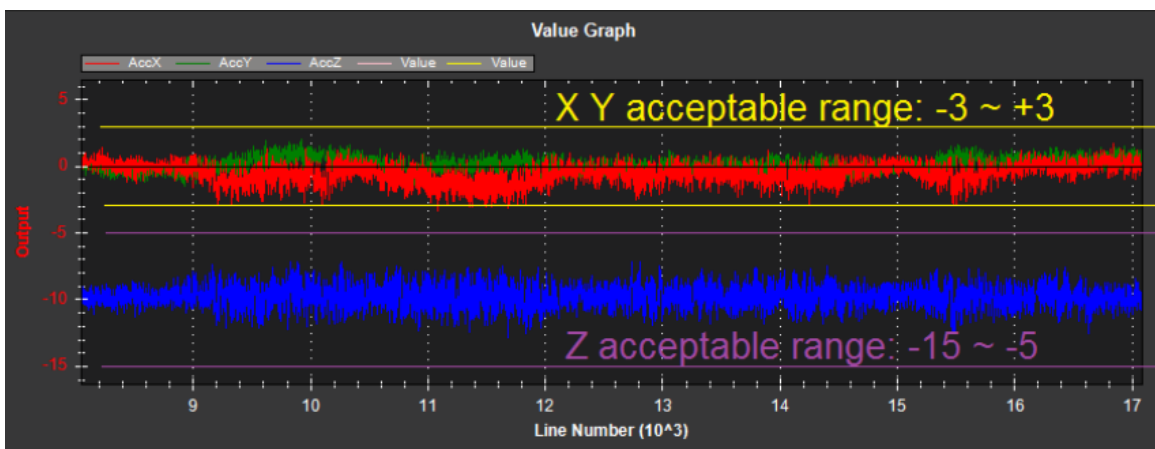 Value Graph
AccX AccY AccZ Value Value
X Y acceptable range: -3 ~ +3
5
0
-5
-10
-15
Output
Z acceptable range: -15 ~ -5
9 10 11 12 13 14 15 16 17
Line Number (10^3)